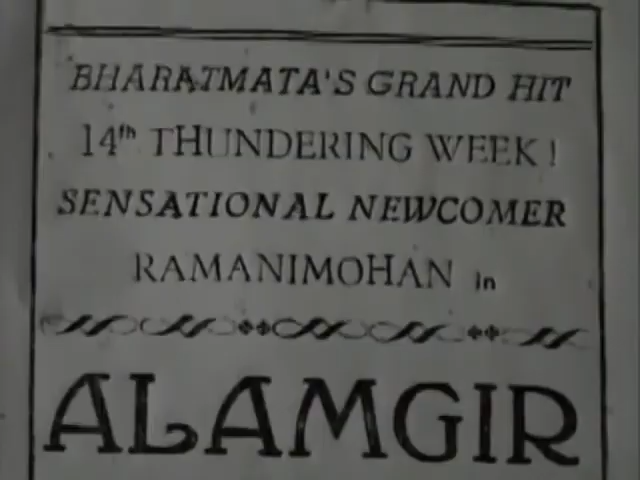 BHARATMATA'S GRAND HIT
14th THUNDERING WEEK!
SENSATIONAL NEWCOMER
RAMANIMOHAN in
ALAMGIR